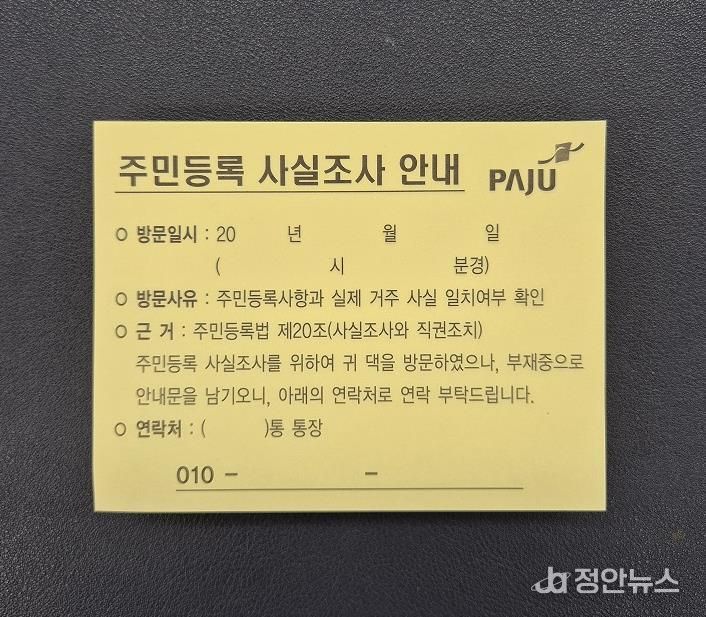 주민등록 사실조사 안내 PAJU
방문일시 : 20 년 월 일
( 시 분경)
방문사유 : 주민등록사항과 실제 거주 사실 일치여부 확인
근 거 : 주민등록법 제20조(사실조사와 직권조치)
주민등록 사실조사를 위하여 귀 댁을 방문하였으나, 부재중으로
안내문을 남기오니, 아래의 연락처로 연락 부탁드립니다.
연락처 : ( )통 통장
010 - -
정안뉴스